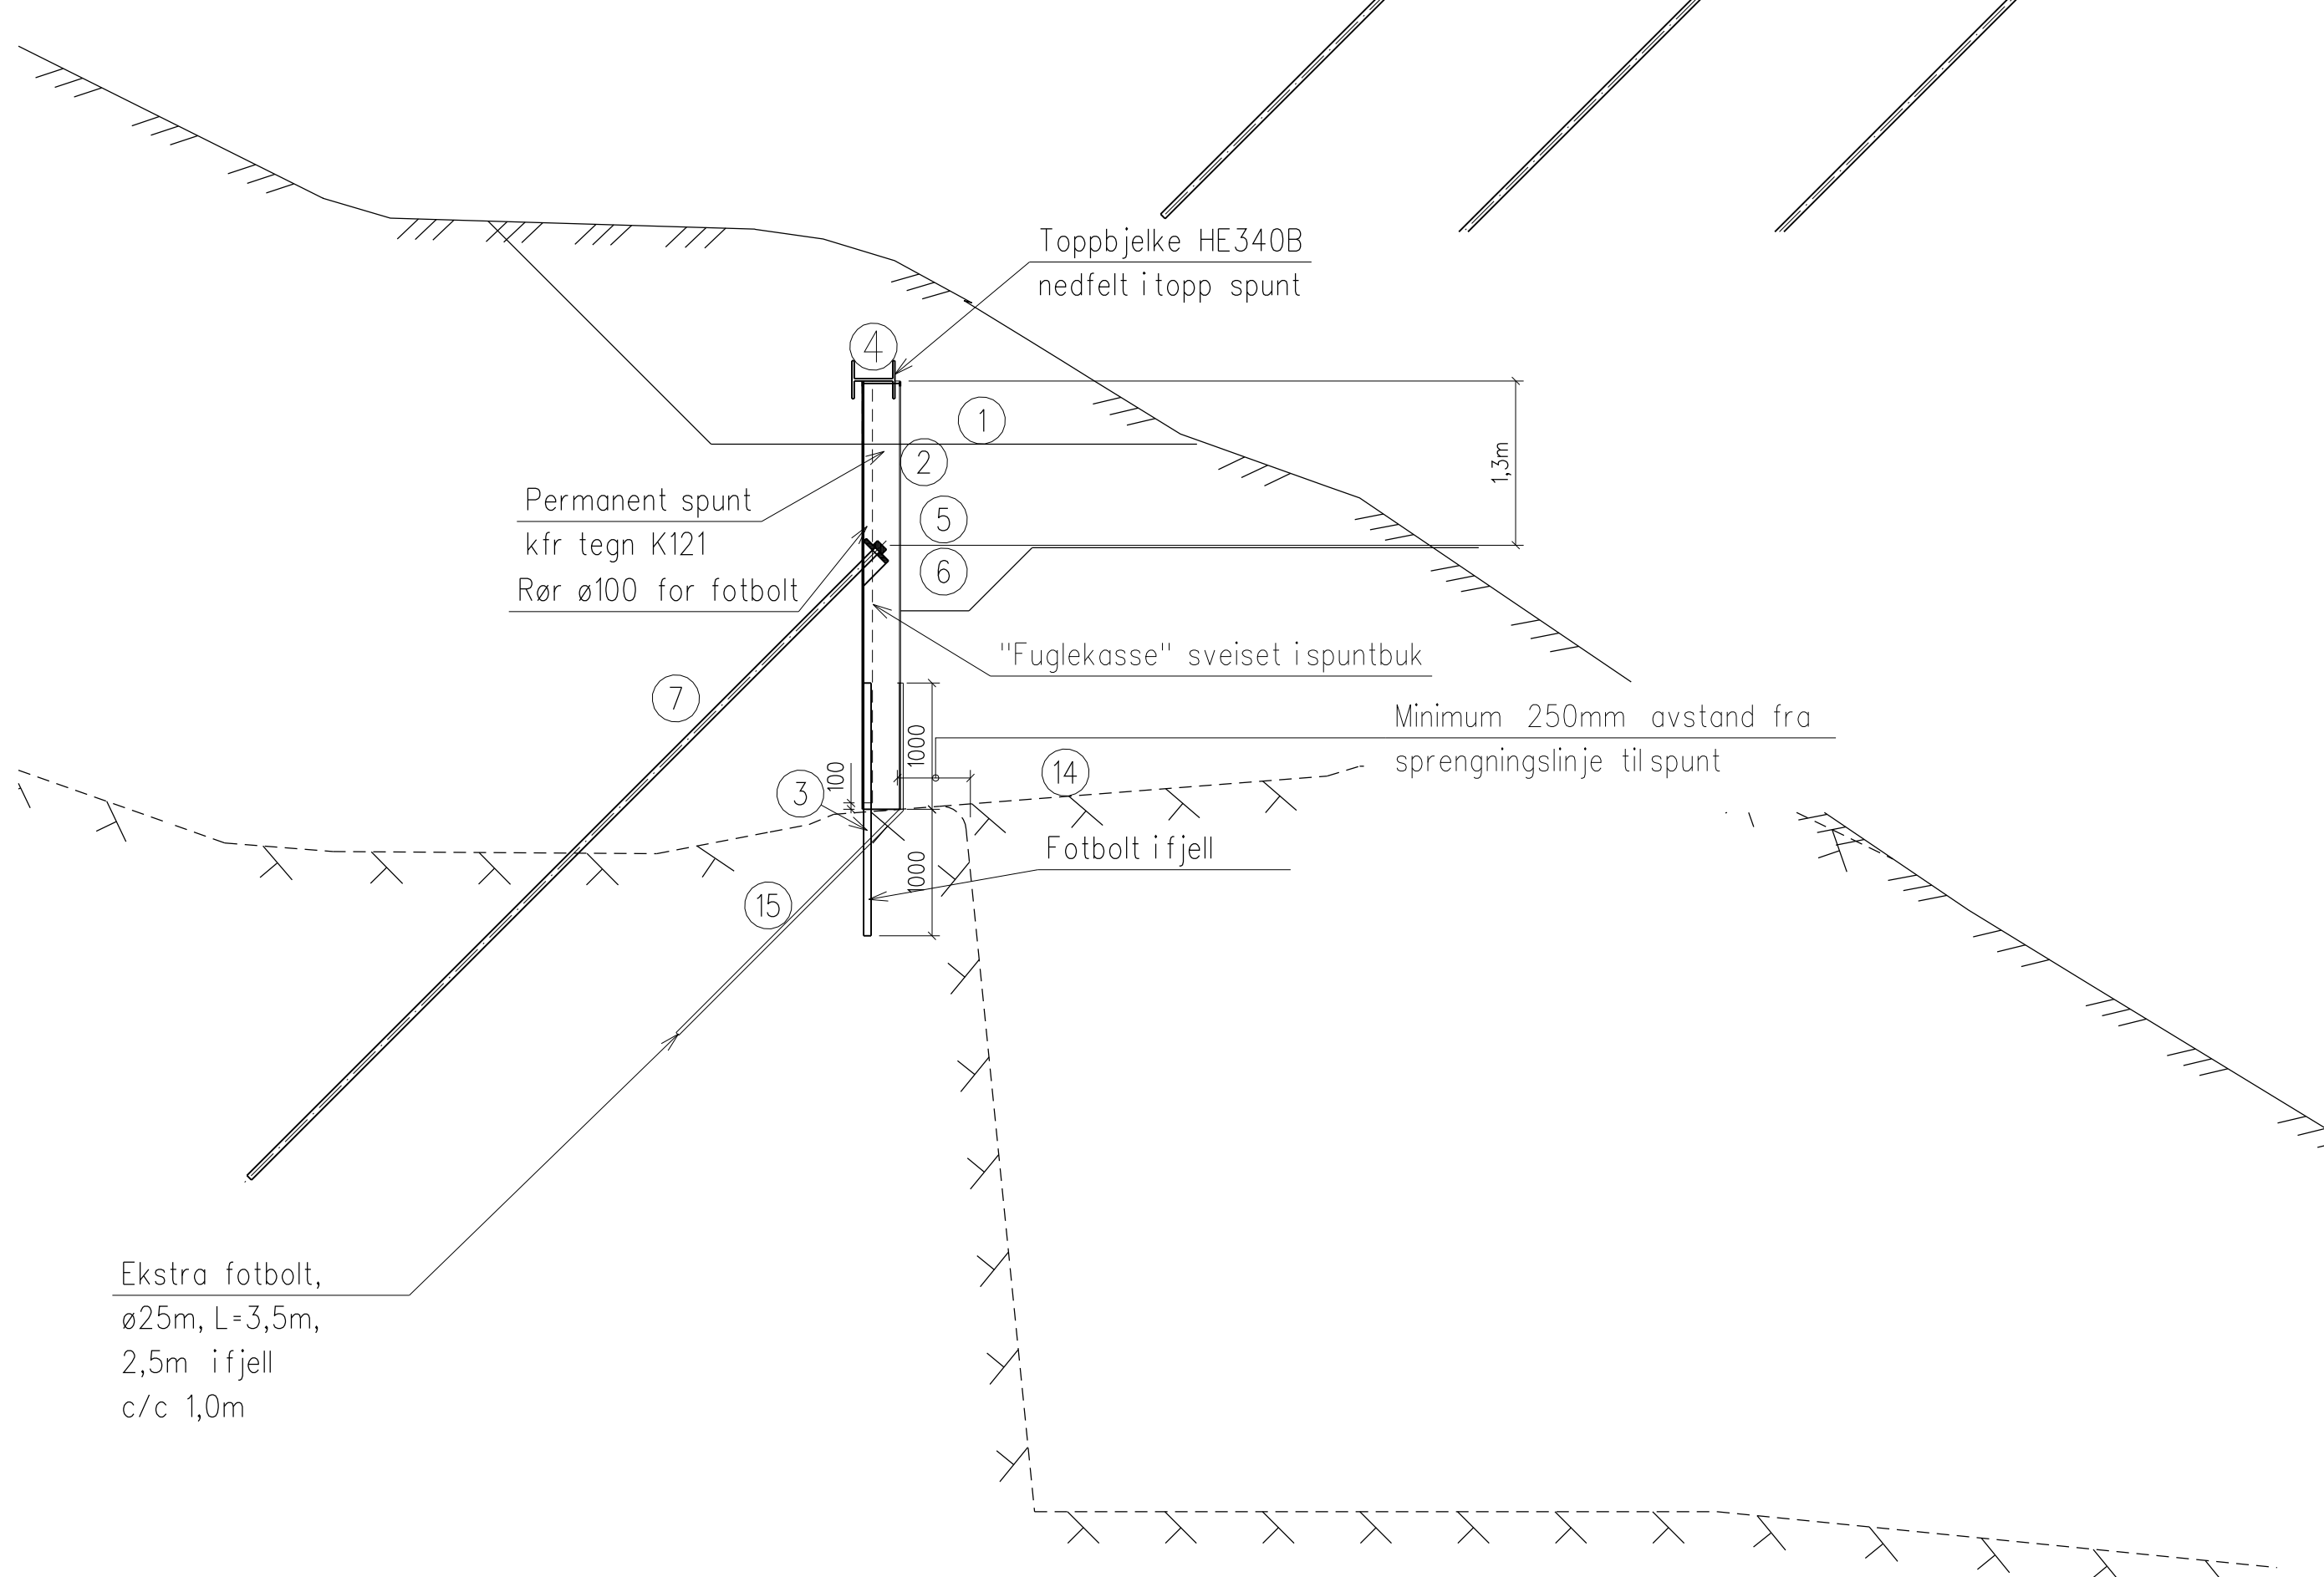 Toppbjelke HE340B
nedfelt i topp spunt
4
1
2
1,3m
Permanent spunt
kfr tegn K121
5
6
Rør ø100 for fotbolt
"Fuglekasse" sveiset i spuntbuk
7
Minimum 250mm avstand fra
sprengningslinje til spunt
1000
14
100
3
Fotbolt i fjell
1000
15
Ekstra fotbolt,
ø25m, L=3,5m,
2,5m i fjell
c/c 1,0m